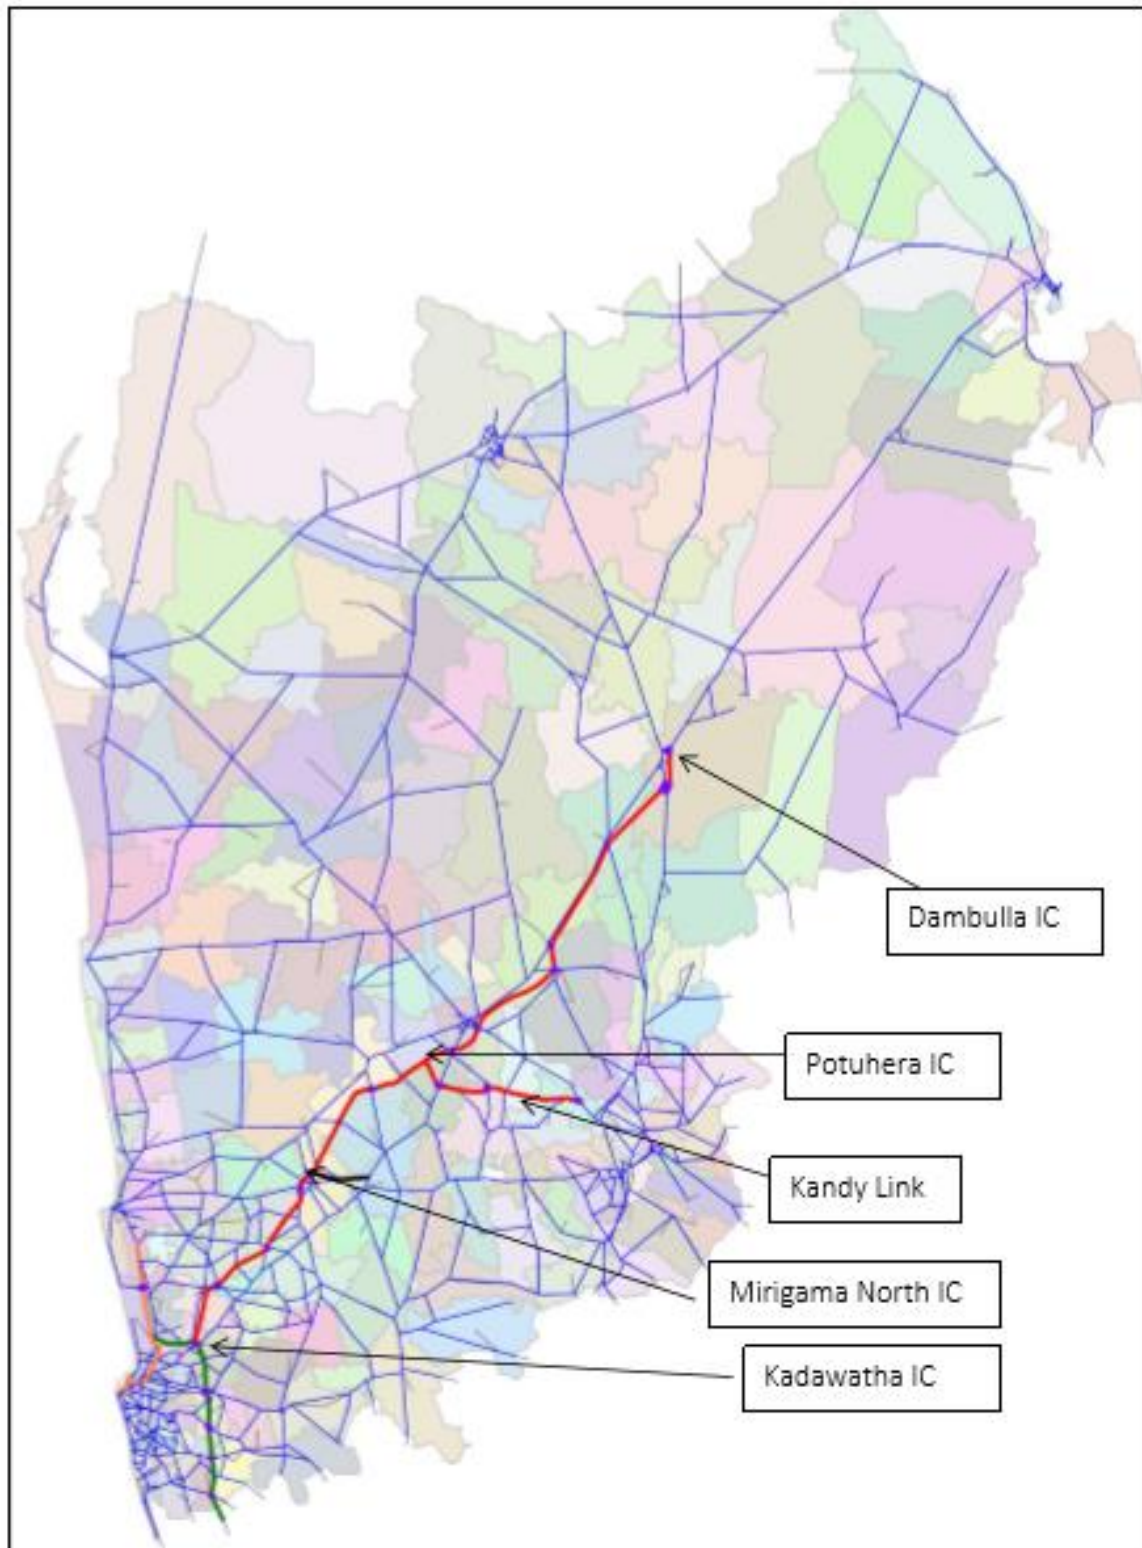 Dambulla IC
Potuhera IC
Kandy Link
Mirigama North IC
Kadawatha IC